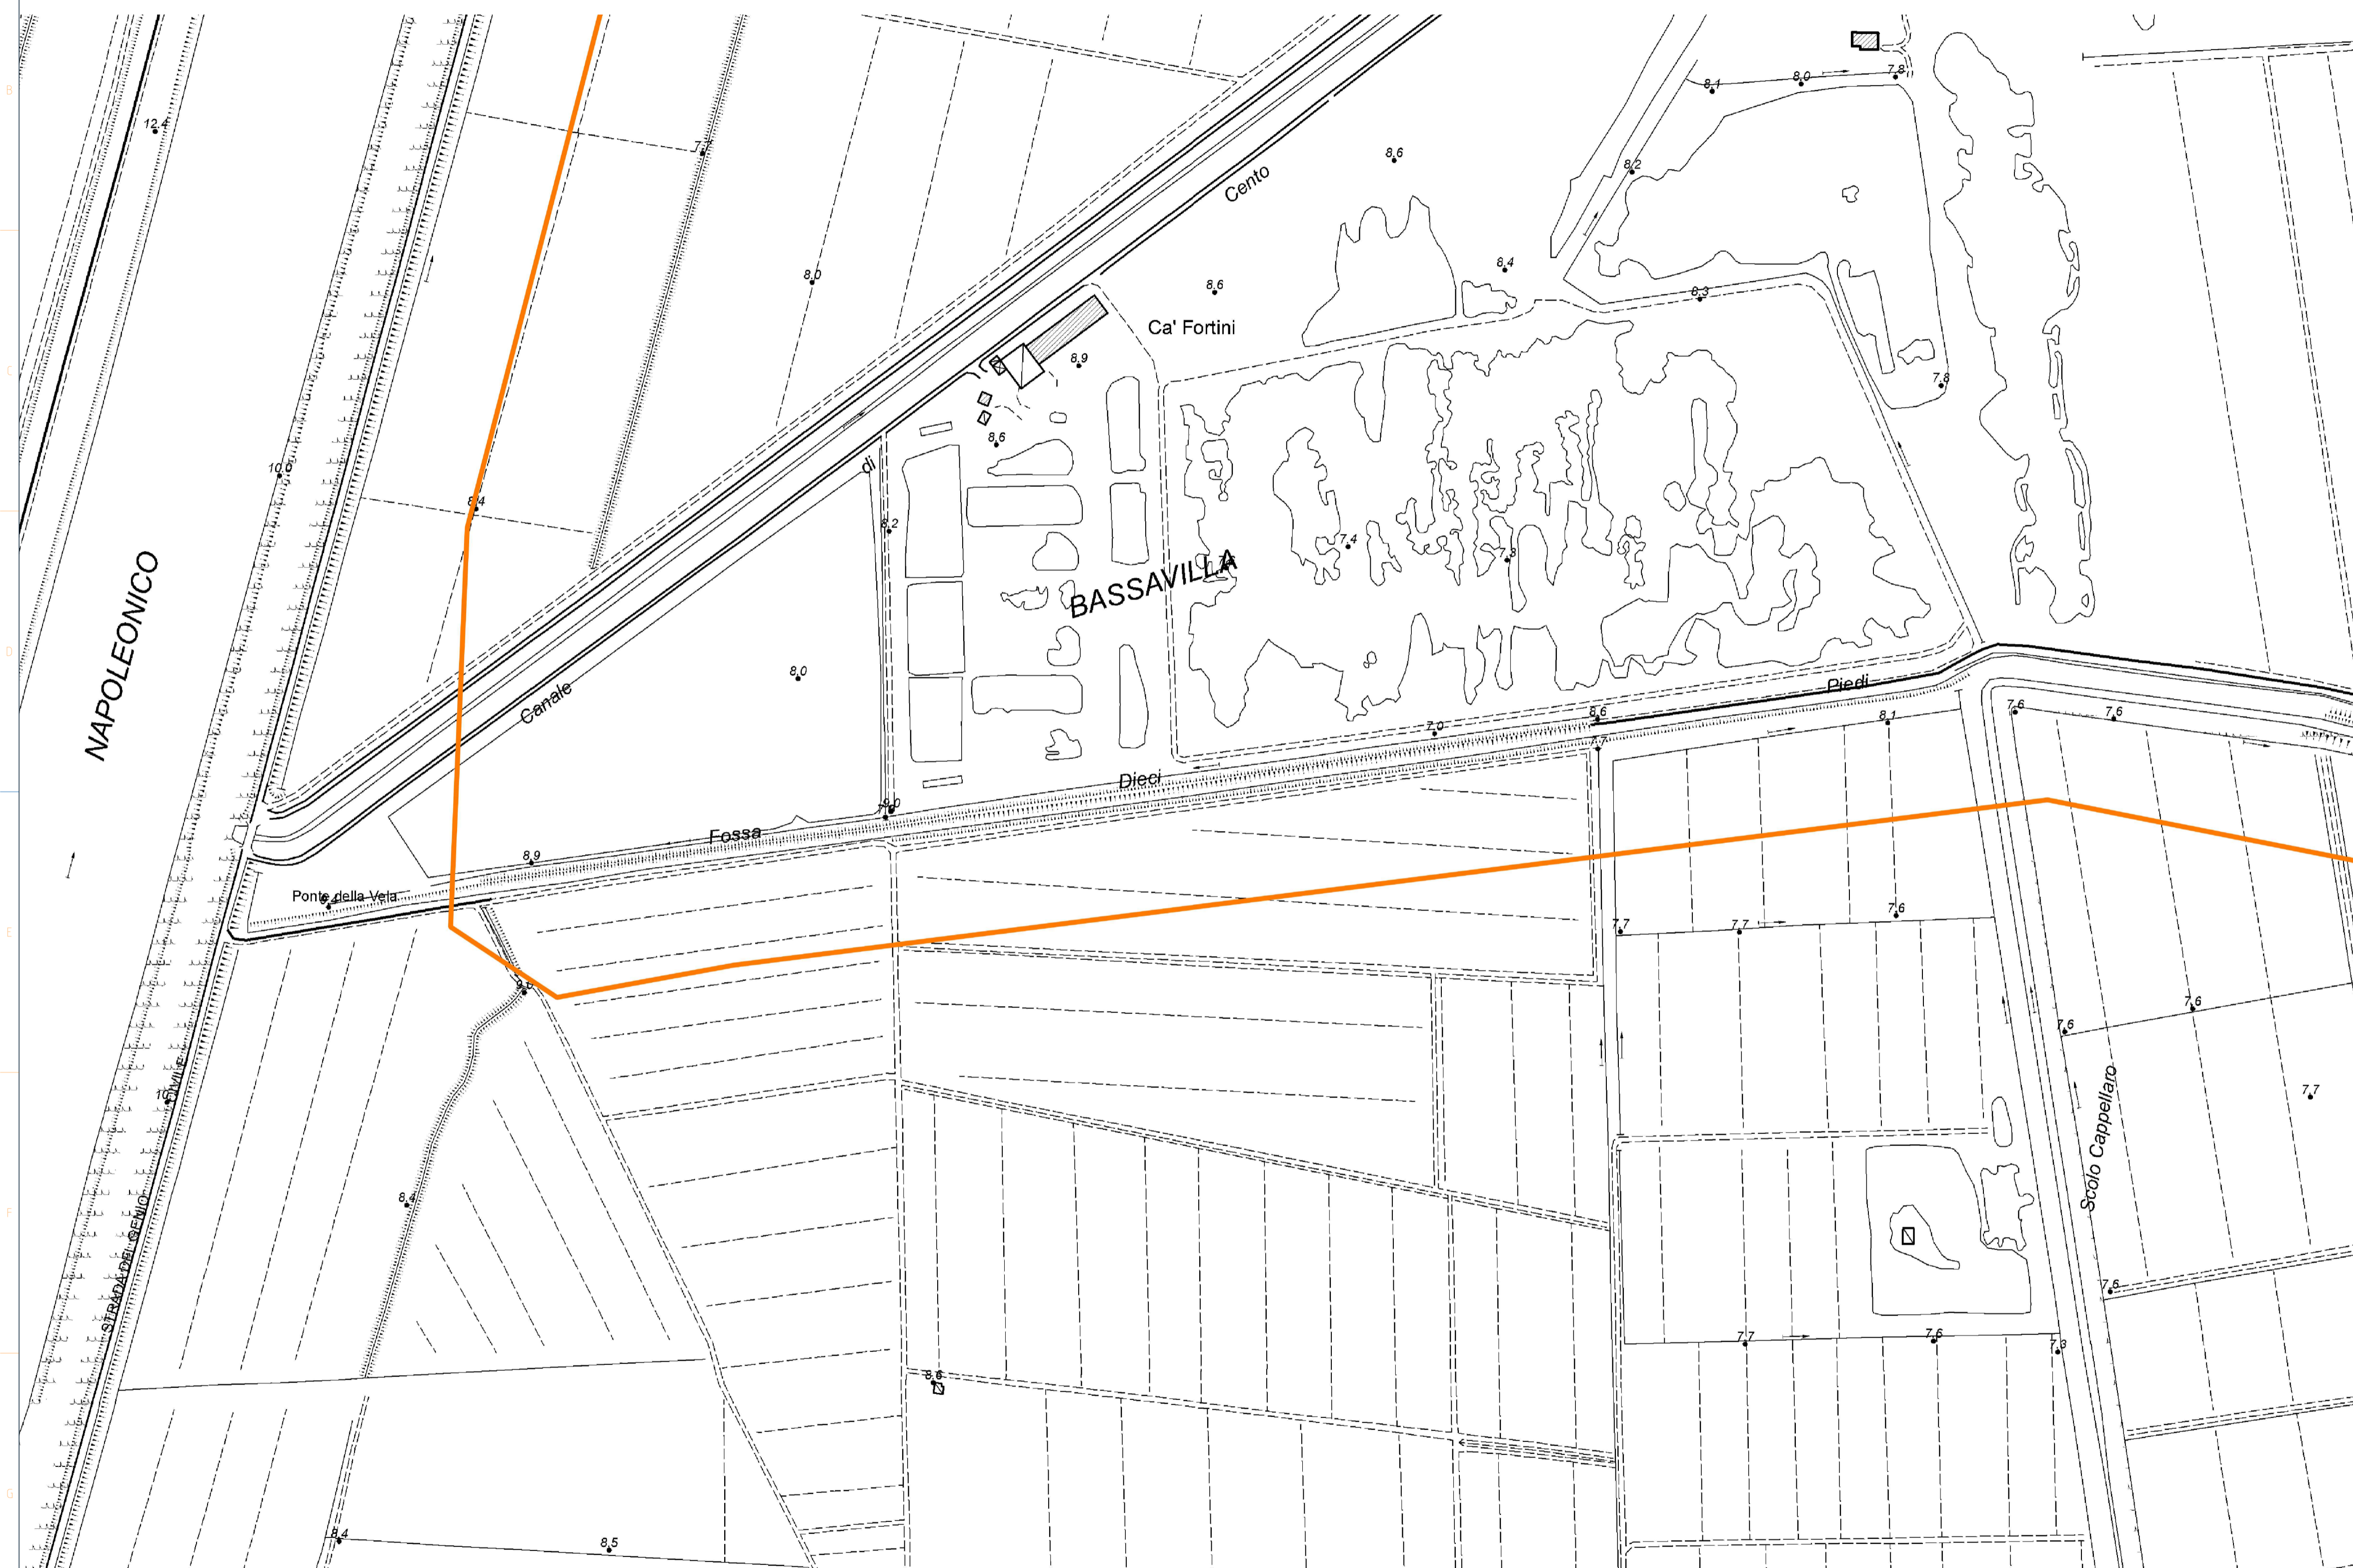 B
8.1
8.0
7.8
12.4
8.6
8.2
Cento
8.4
8.0
8.6
8.3
Ca' Fortini
8.9
C
7.8
8.6
di
10.0
8.4
8.2
7.4
7.3
BASSAVILLA
NAPOLEONICO
D
8.0
Canale
Piedi
7.6
7.6
8.6
8.1
7.0
7.7
Dieci
9.0
Fossa
8.9
Ponte della Vela
7.6
7.7
7.7
E
9.0
7.6
7.6
7.7
Scolo Cappellaro
8.4
F
STRADA DEL GENIO
CIVILE
7.6
7.7
7.6
7.3
8.6
G
8.4
8.5